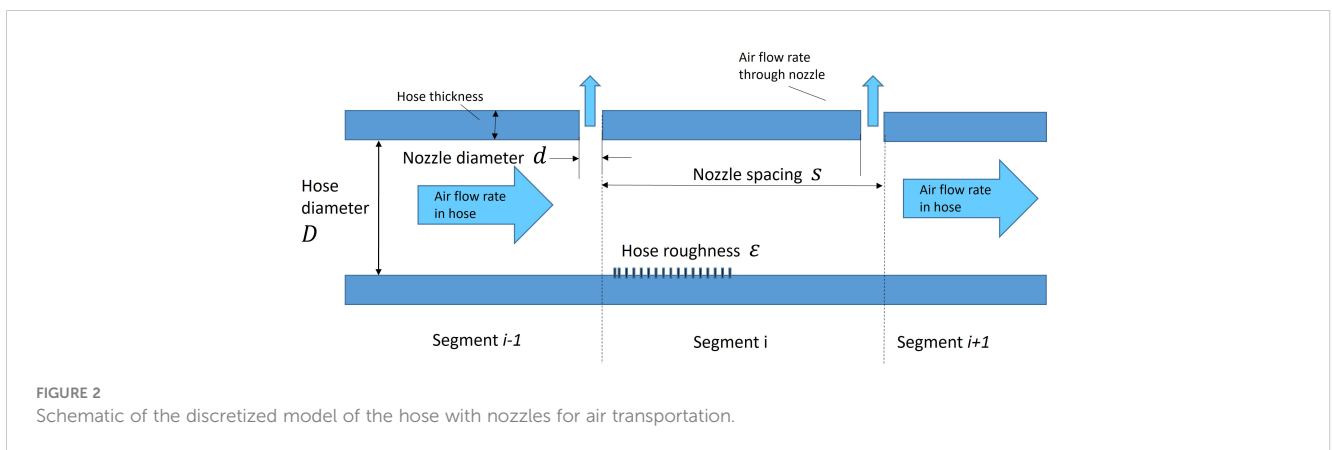 Air flow rate
through nozzle
Hose thickness
Nozzle diameter d
Nozzle spacing s
Hose
diameter
D
Air flow rate
in hose
Air flow rate
in hose
Hose roughness ε
Segment i-1
Segment i
Segment i+1
FIGURE 2
Schematic of the discretized model of the hose with nozzles for air transportation.